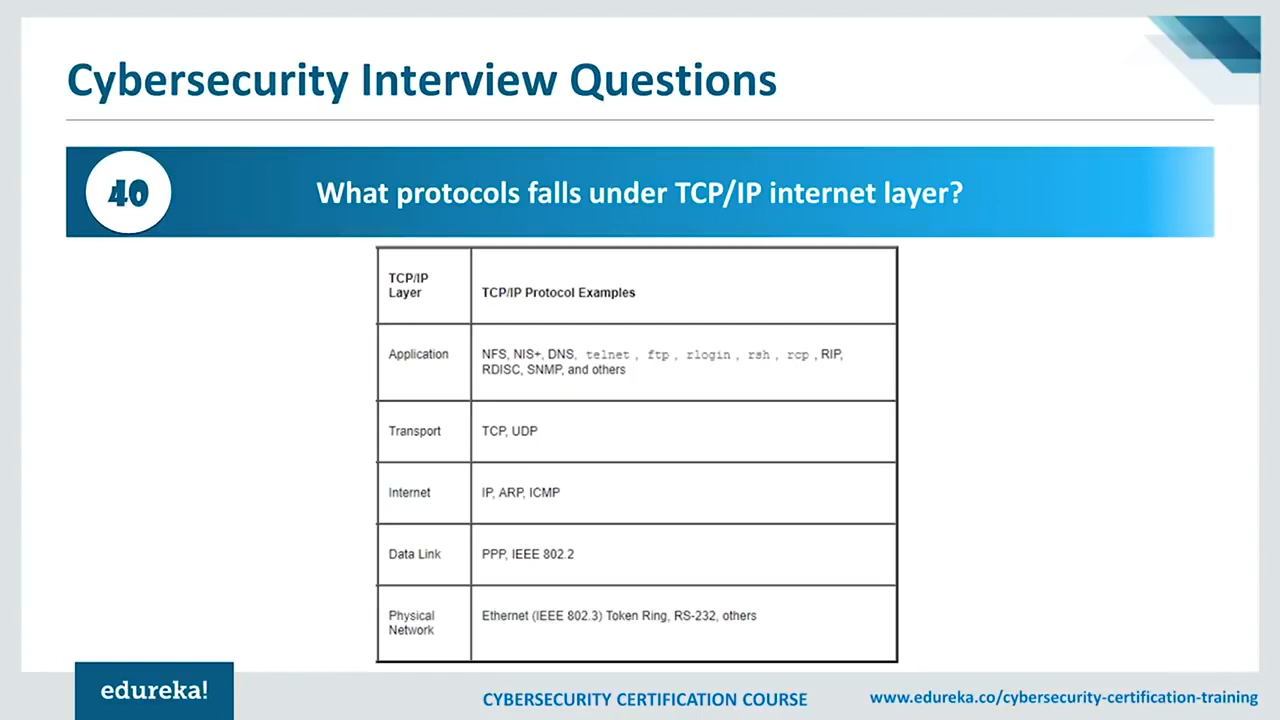 Cybersecurity Interview Questions
40
What protocols falls under TCP/IP internet layer?
TCP/IP
Layer
TCP/IP Protocol Examples
Application
NFS, NIS+, DNS, telnet , ftp , rlogin , rsh , rcp , RIP,
RDISC, SNMP, and others
Transport
TCP, UDP
Internet
IP, ARP, ICMP
Data Link
PPP, IEEE 802.2
Physical
Network
Ethernet (IEEE 802.3) Token Ring, RS-232, others
edureka!
CYBERSECURITY CERTIFICATION COURSE
www.edureka.co/cybersecurity-certification-training